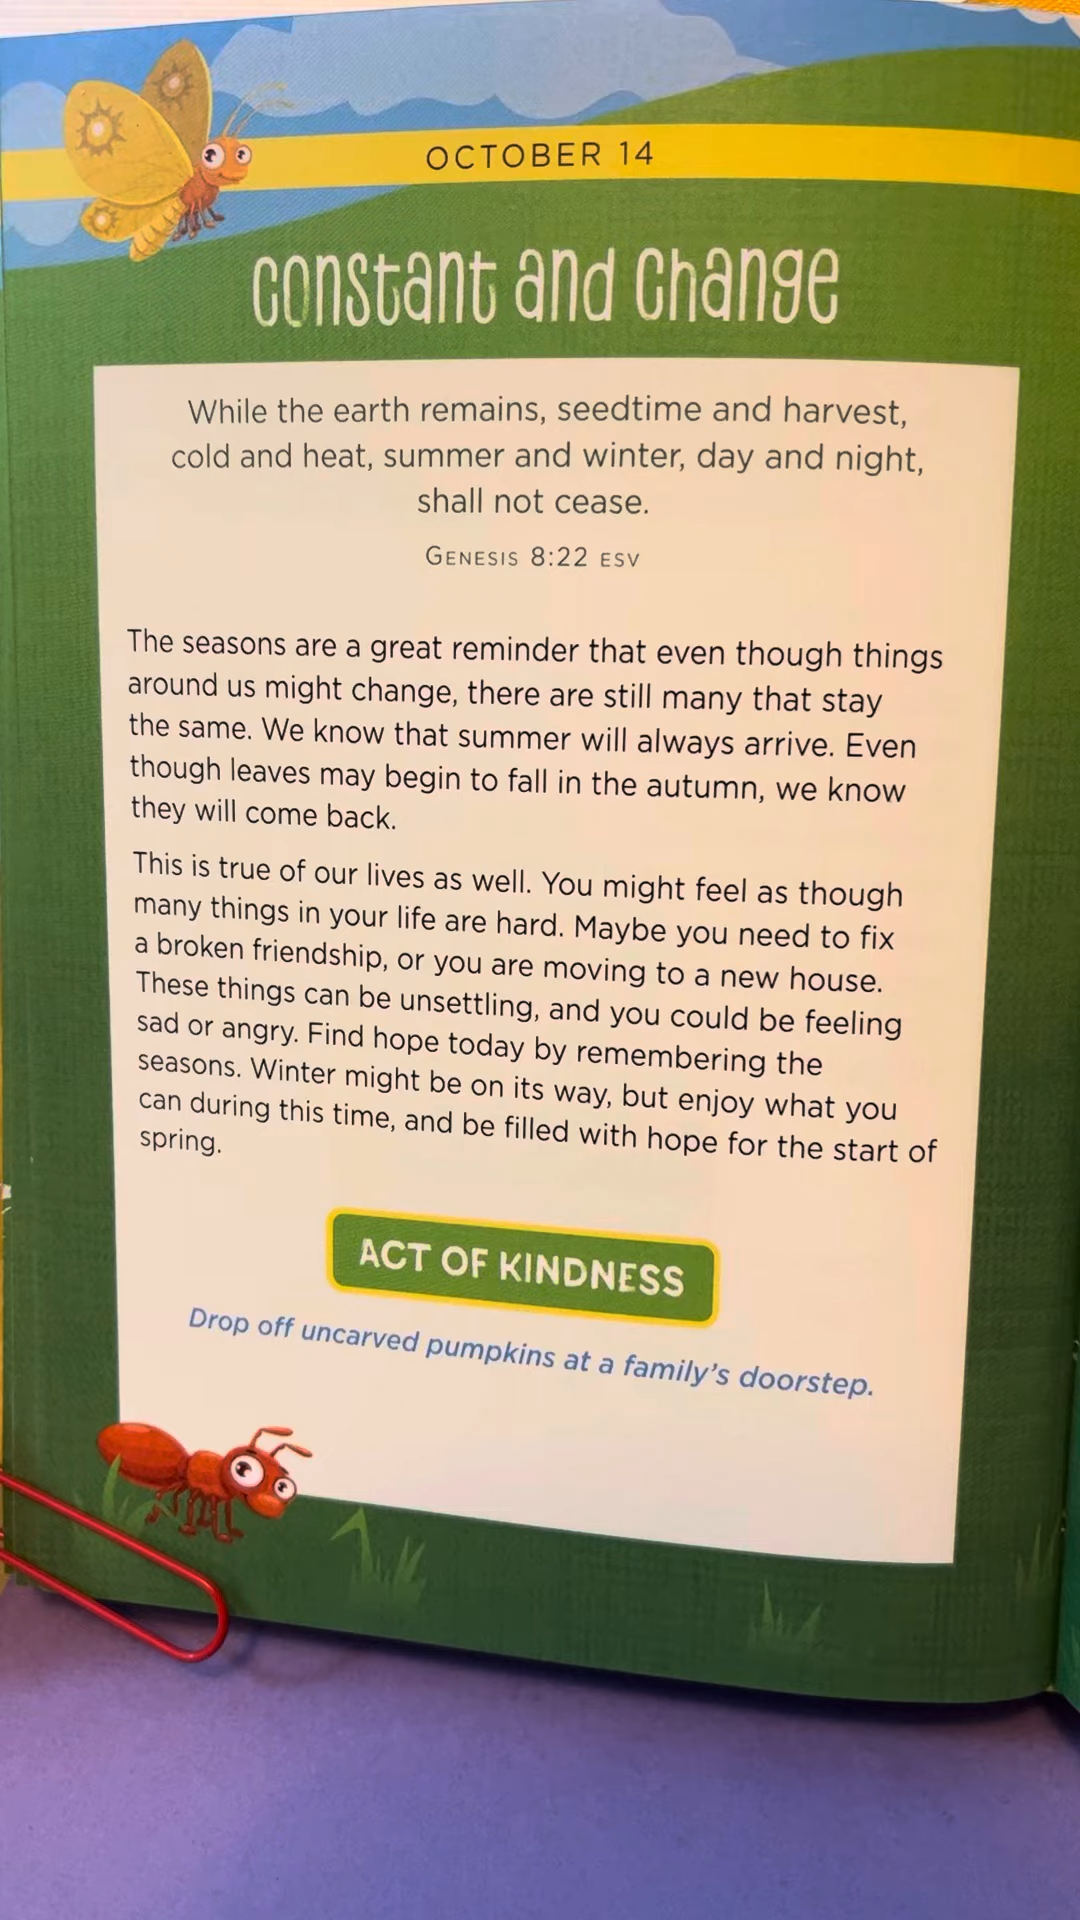 OCTOBER 14
Constant and Change
While the earth remains, seedtime and harvest,
cold and heat, summer and winter, day and night,
shall not cease.
GENESIS 8:22 ESV
The seasons are a great reminder that even though things
around us might change, there are still many that stay
the same. We know that summer will always arrive. Even
though leaves may begin to fall in the autumn, we know
they will come back.
This is true of our lives as well. You might feel as though
many things in your life are hard. Maybe you need to fix
a broken friendship, or you are moving to a new house.
These things can be unsettling, and you could be feeling
sad or angry. Find hope today by remembering the
seasons. Winter might be on its way, but enjoy what you
can during this time, and be filled with hope for the start of
spring.
ACT OF KINDNESS
Drop off uncarved pumpkins at a family's doorstep.